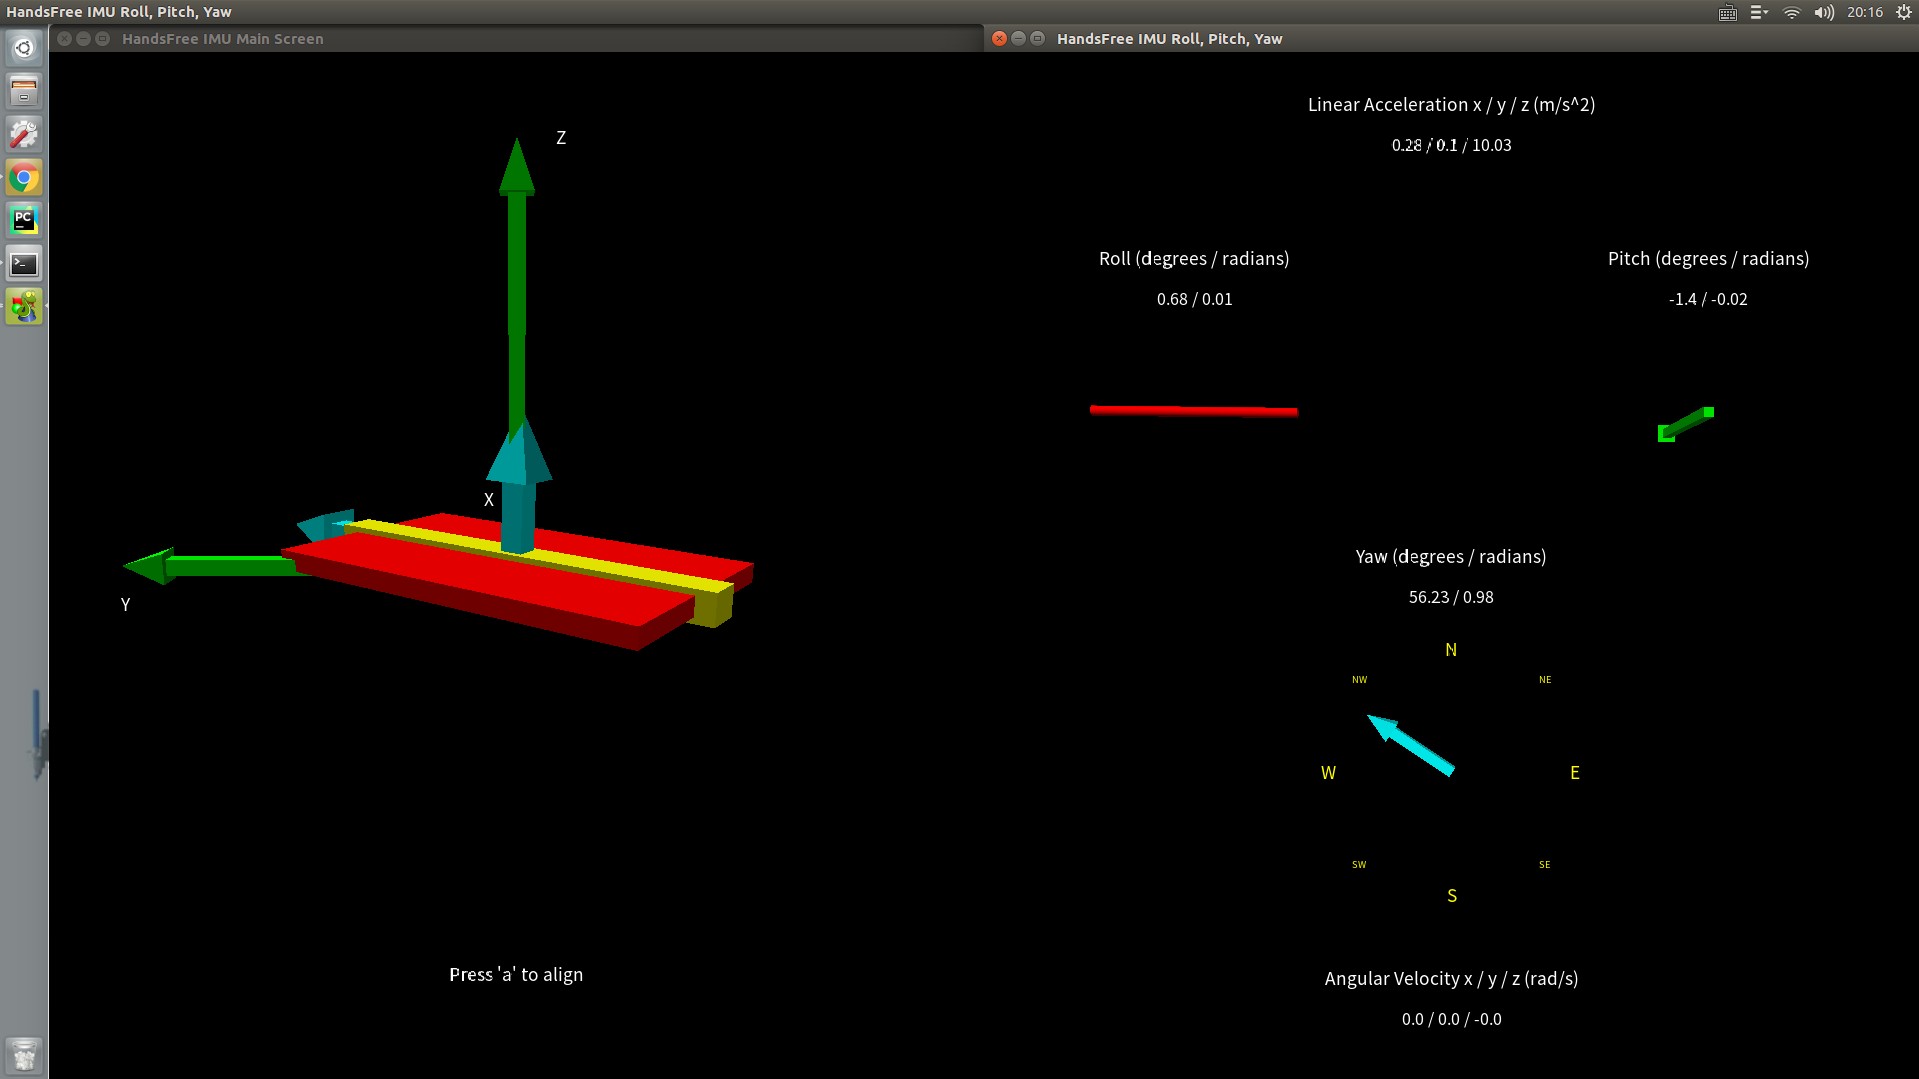 HandsFree IMU Roll, Pitch, Yaw
20:16
HandsFree IMU Main Screen
HandsFree IMU Roll, Pitch, Yaw
Z
X
Y
Press 'a' to align
Linear Acceleration x / y / z (m/s^2)
0.28 / 0.1 / 10.03
Roll (degrees / radians)
0.68 / 0.01
Pitch (degrees / radians)
-1.4 / -0.02
Yaw (degrees / radians)
56.23 / 0.98
N
NW NE
W E
SW SE
S
Angular Velocity x / y / z (rad/s)
0.0 / 0.0 / -0.0
PC